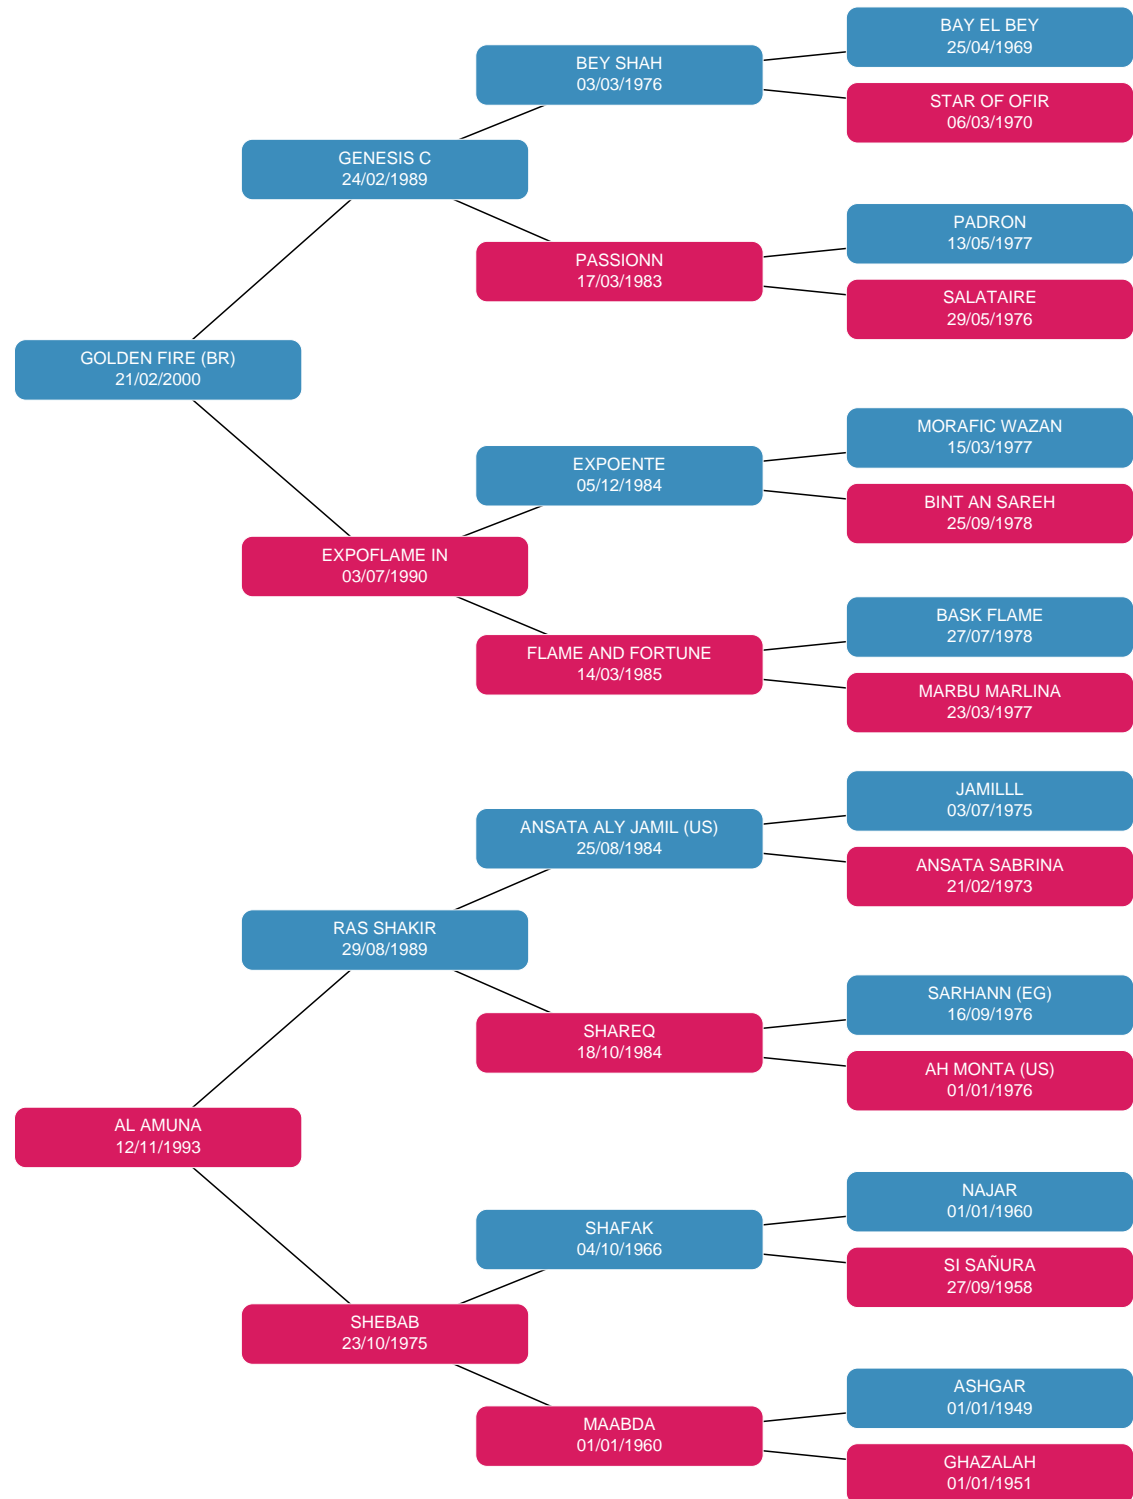 BAY EL BEY
25/04/1969
BEY SHAH
03/03/1976
STAR OF OFIR
06/03/1970
GENESIS C
24/02/1989
PADRON
13/05/1977
PASSIONN
17/03/1983
SALATAIRE
29/05/1976
GOLDEN FIRE (BR)
21/02/2000
MORAFIC WAZAN
15/03/1977
EXPOENTE
05/12/1984
BINT AN SAREH
25/09/1978
EXPOFLAME IN
03/07/1990
BASK FLAME
27/07/1978
FLAME AND FORTUNE
14/03/1985
MARBU MARLINA
23/03/1977
JAMILLL
03/07/1975
ANSATA ALY JAMIL (US)
25/08/1984
ANSATA SABRINA
21/02/1973
RAS SHAKIR
29/08/1989
SARHANN (EG)
16/09/1976
SHAREQ
18/10/1984
AH MONTA (US)
01/01/1976
AL AMUNA
12/11/1993
NAJAR
01/01/1960
SHAFAK
04/10/1966
SI SAÑURA
27/09/1958
SHEBAB
23/10/1975
ASHGAR
01/01/1949
MAABDA
01/01/1960
GHAZALAH
01/01/1951